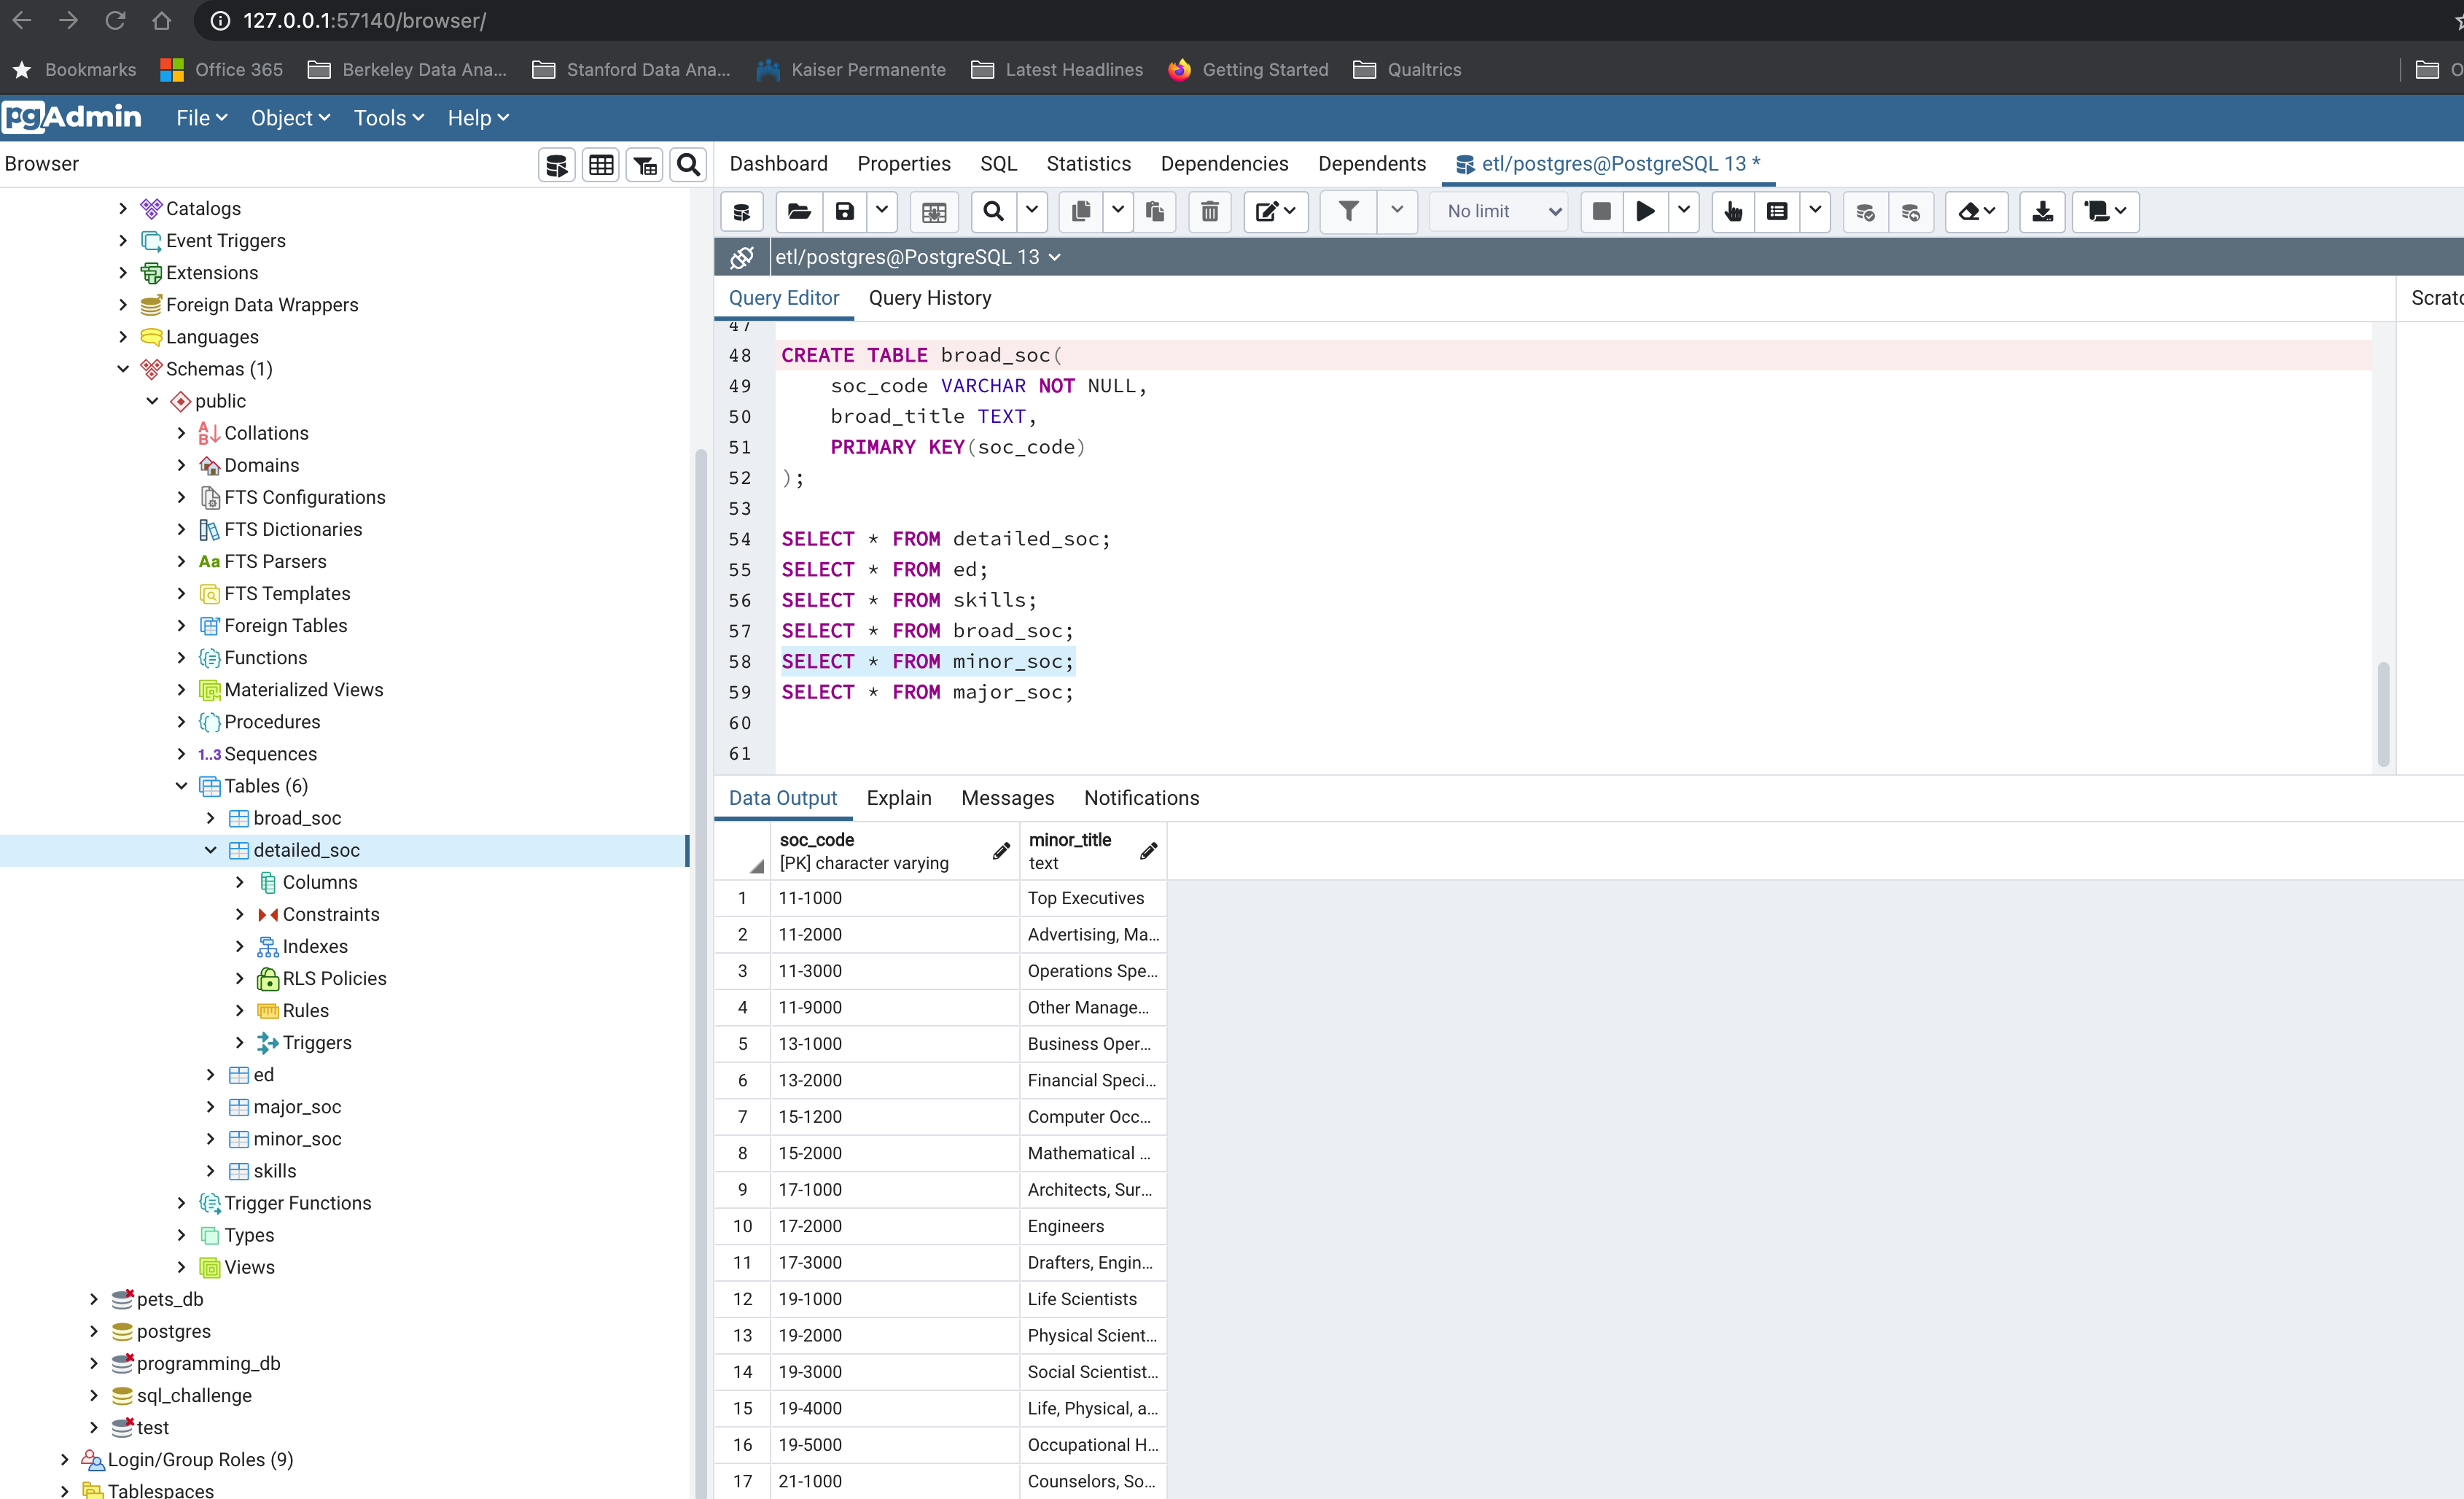 127.0.0.1:57140/browser/
Bookmarks Office 365 Berkeley Data Ana... Stanford Data Ana... Kaiser Permanente Latest Headlines Getting Started Qualtrics
pgAdmin File Object Tools Help
Browser
Dashboard Properties SQL Statistics Dependencies Dependents etl/postgres@PostgreSQL 13 *
No limit
etl/postgres@PostgreSQL 13
Query Editor Query History
Catalogs
Event Triggers
Extensions
Foreign Data Wrappers
Languages
Schemas (1)
public
Collations
Domains
FTS Configurations
FTS Dictionaries
Aa FTS Parsers
FTS Templates
Foreign Tables
Functions
Materialized Views
Procedures
1..3 Sequences
Tables (6)
broad_soc
detailed_soc
Columns
Constraints
Indexes
RLS Policies
Rules
Triggers
ed
major_soc
minor_soc
skills
Trigger Functions
Types
Views
pets_db
postgres
programming_db
sql_challenge
test
Login/Group Roles (9)
Tablespaces
47
48 CREATE TABLE broad_soc(
49 soc_code VARCHAR NOT NULL,
50 broad_title TEXT,
51 PRIMARY KEY(soc_code)
52 );
53
54 SELECT * FROM detailed_soc;
55 SELECT * FROM ed;
56 SELECT * FROM skills;
57 SELECT * FROM broad_soc;
58 SELECT * FROM minor_soc;
59 SELECT * FROM major_soc;
60
61
Data Output Explain Messages Notifications
soc_code minor_title
[PK] character varying text
1 11-1000 Top Executives
2 11-2000 Advertising, Ma...
3 11-3000 Operations Spe...
4 11-9000 Other Manage...
5 13-1000 Business Oper...
6 13-2000 Financial Speci...
7 15-1200 Computer Occ...
8 15-2000 Mathematical ...
9 17-1000 Architects, Sur...
10 17-2000 Engineers
11 17-3000 Drafters, Engin...
12 19-1000 Life Scientists
13 19-2000 Physical Scient...
14 19-3000 Social Scientist...
15 19-4000 Life, Physical, a...
16 19-5000 Occupational H...
17 21-1000 Counselors, So...